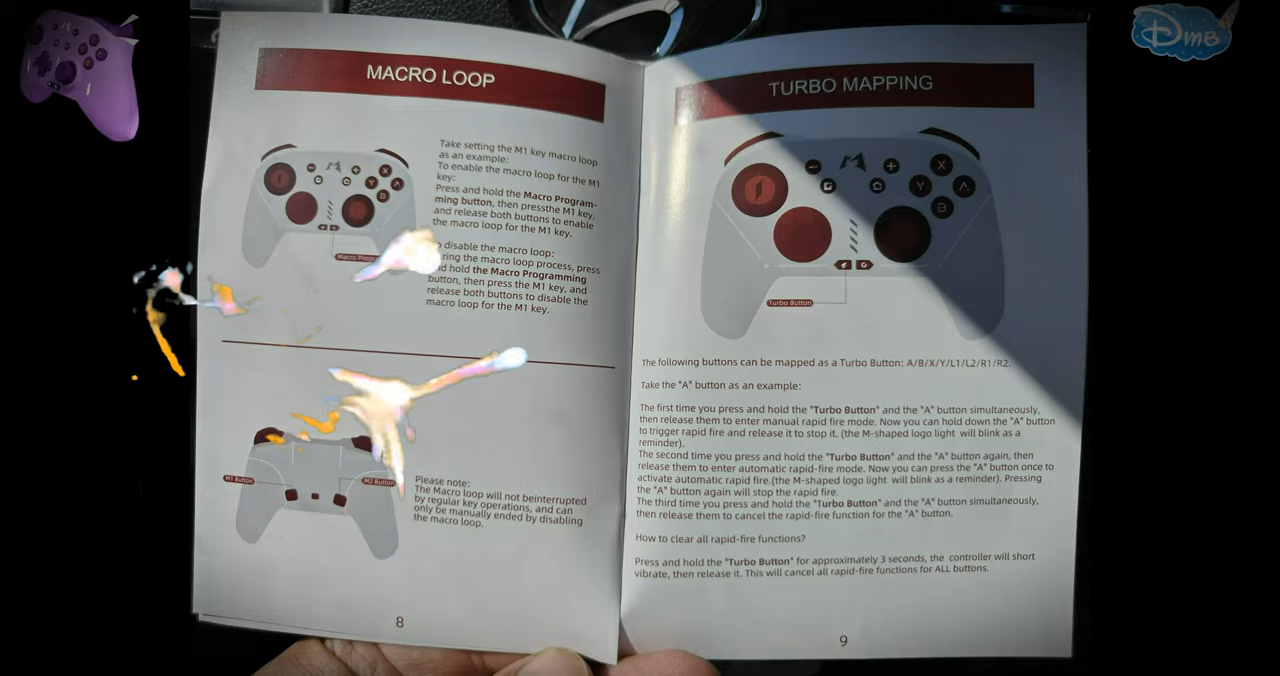 MACRO LOOP
Take setting the M1 key macro loop
as an example:
To enable the macro loop for the M1
key:
Press and hold the Macro Program-
ming button, then pressthe M1 key,
and release both buttons to enable
the macro loop for the M1 key.
disable the macro loop:
ring the macro loop process, press
hold the Macro Programming
button, then press the M1 key, and
release both buttons to disable the
macro loop for the M1 key.
X
Y
A
B
Macro
M1 Button
M2 Button
Please note:
The Macro loop will not beinterrupted
by regular key operations, and can
only be manually ended by disabling
the macro loop.
8
TURBO MAPPING
X
Y
A
B
Turbo Button
The following buttons can be mapped as a Turbo Button: A/B/X/Y/L1/L2/R1/R2.
Take the "A" button as an example:
The first time you press and hold the "Turbo Button" and the "A" button simultaneously,
then release them to enter manual rapid fire mode. Now you can hold down the "A" button
to trigger rapid fire and release it to stop it. (the M-shaped logo light will blink as a
reminder).
The second time you press and hold the "Turbo Button" and the "A" button again, then
release them to enter automatic rapid-fire mode. Now you can press the "A" button once to
activate automatic rapid fire.(the M-shaped logo light will blink as a reminder). Pressing
the "A" button again will stop the rapid fire.
The third time you press and hold the "Turbo Button" and the "A" button simultaneously,
then release them to cancel the rapid-fire function for the "A" button.
How to clear all rapid-fire functions?
Press and hold the "Turbo Button" for approximately 3 seconds, the controller will short
vibrate, then release it. This will cancel all rapid-fire functions for ALL buttons.
9
DmB